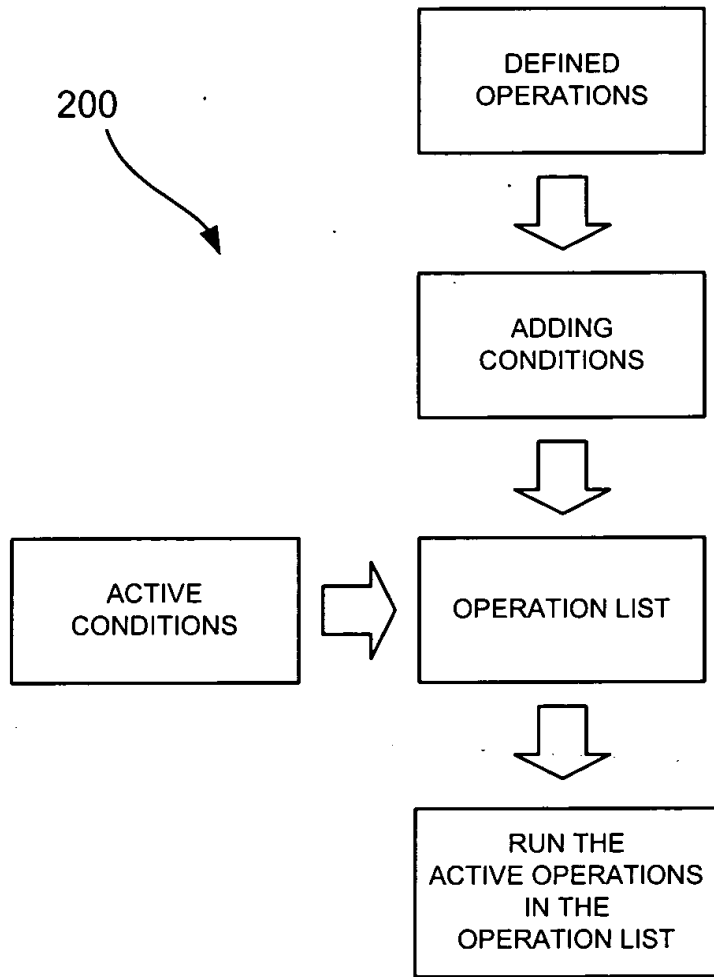 DEFINED
OPERATIONS
200
ADDING
CONDITIONS
ACTIVE
CONDITIONS
OPERATION LIST
RUN THE
ACTIVE OPERATIONS
IN THE
OPERATION LIST